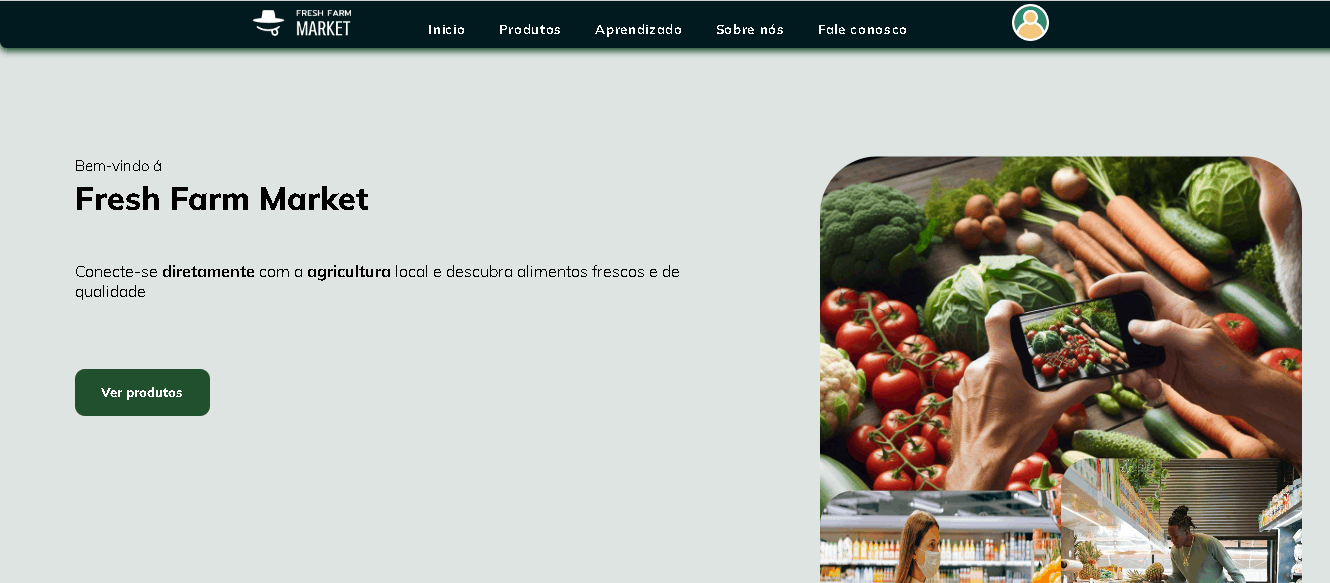 FRESH FARM
MARKET
Inicio Produtos Aprendizado Sobre nós Fale conosco
Bem-vindo á
Fresh Farm Market
Conecte-se diretamente com a agricultura local e descubra alimentos frescos e de
qualidade
Ver produtos